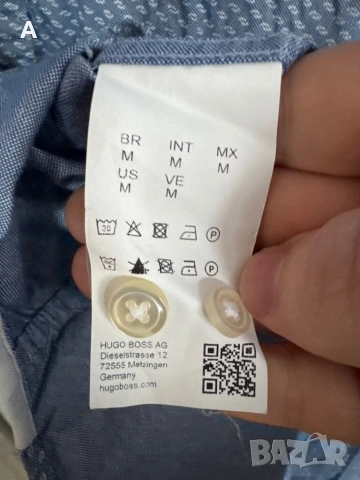 A
BR INT MX
M M M
US VE
M M
30 P
P
HUGO BOSS AG
Dieselstrasse 12
72555 Metzingen
Germany
hugoboss.com
BAZAR